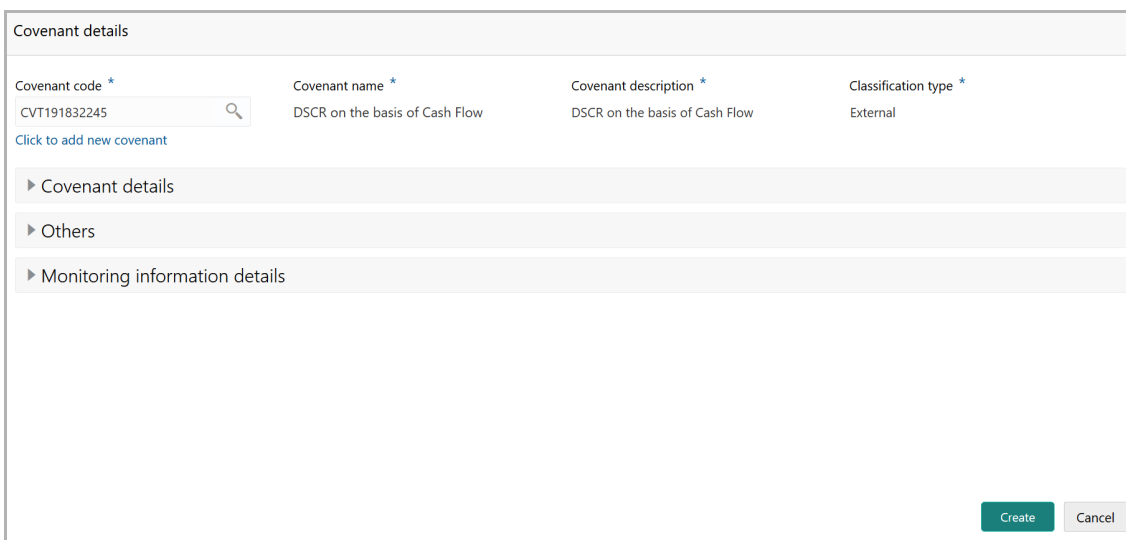 Covenant details
Covenant code * Covenant name * Covenant description * Classification type *
CVT191832245 DSCR on the basis of Cash Flow DSCR on the basis of Cash Flow External
Click to add new covenant
Covenant details
Others
Monitoring information details
Create Cancel